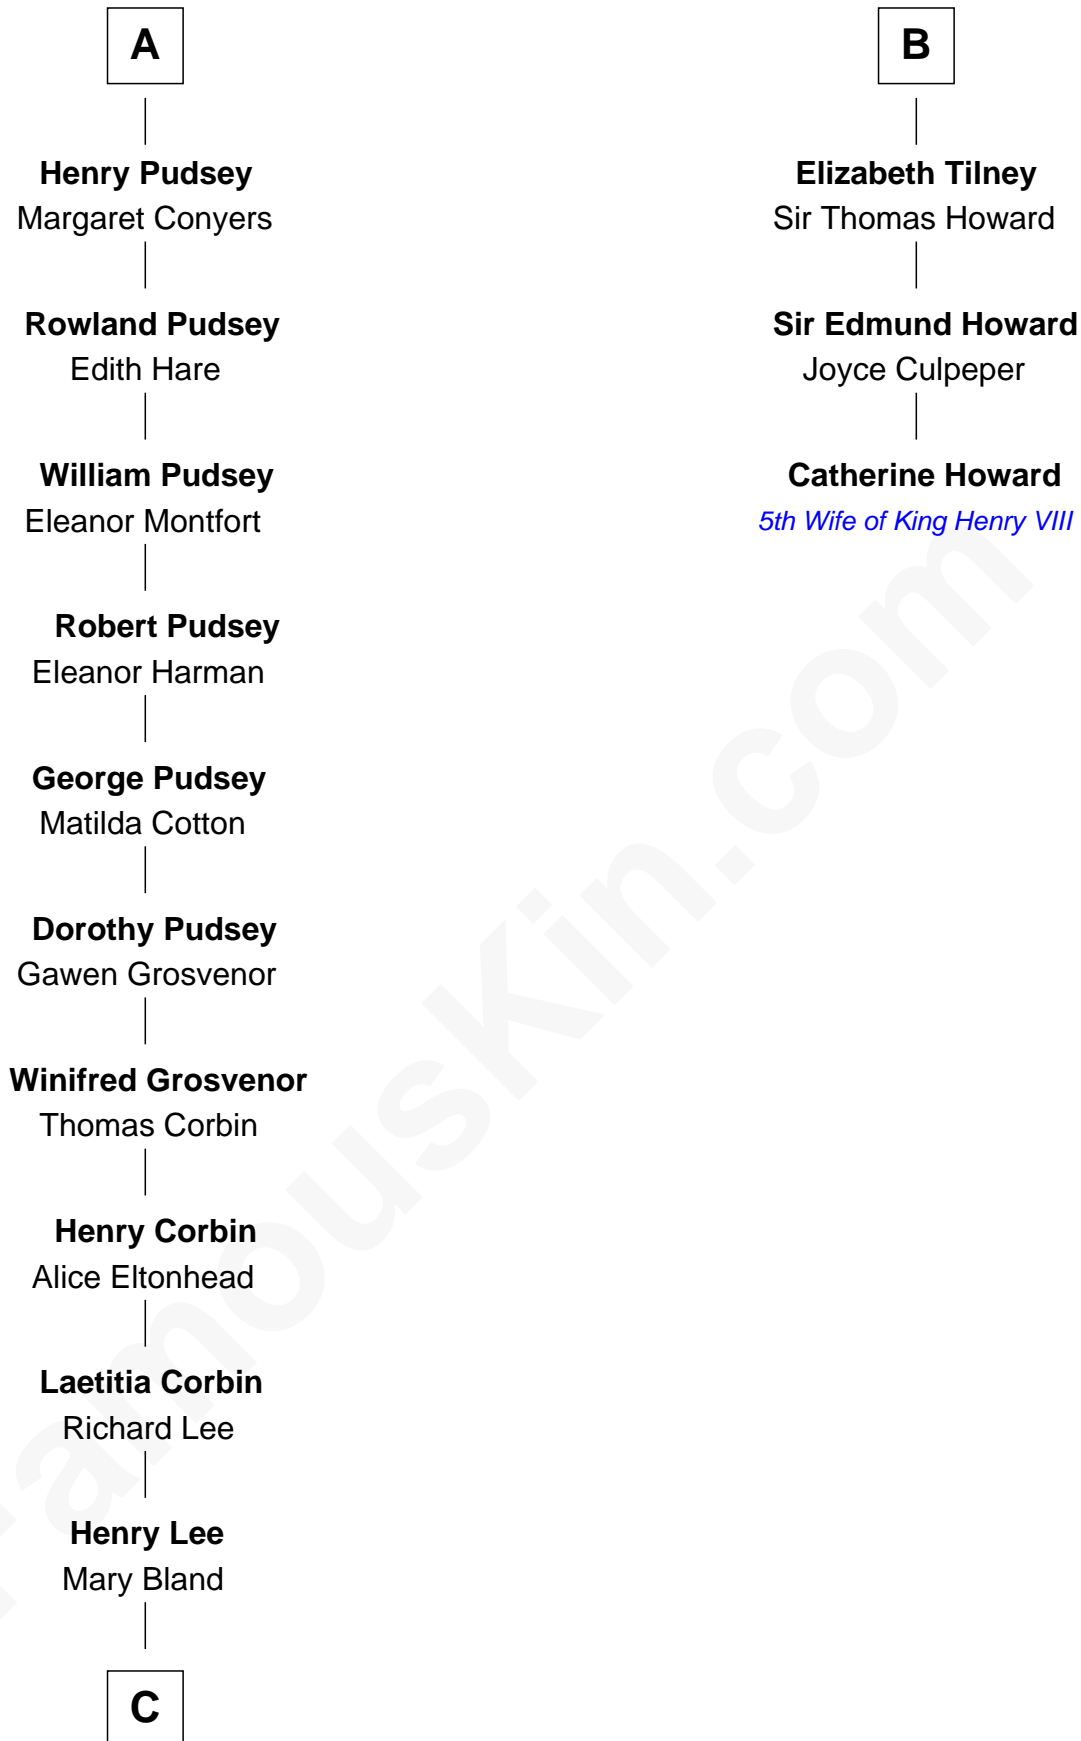 A
Henry Pudsey
Margaret Conyers
Rowland Pudsey
Edith Hare
William Pudsey
Eleanor Montfort
Robert Pudsey
Eleanor Harman
George Pudsey
Matilda Cotton
Dorothy Pudsey
Gawen Grosvenor
Winifred Grosvenor
Thomas Corbin
Henry Corbin
Alice Eltonhead
Laetitia Corbin
Richard Lee
Henry Lee
Mary Bland
C
B
Elizabeth Tilney
Sir Thomas Howard
Sir Edmund Howard
Joyce Culpeper
Catherine Howard
5th Wife of King Henry VIII
FamousKin.com